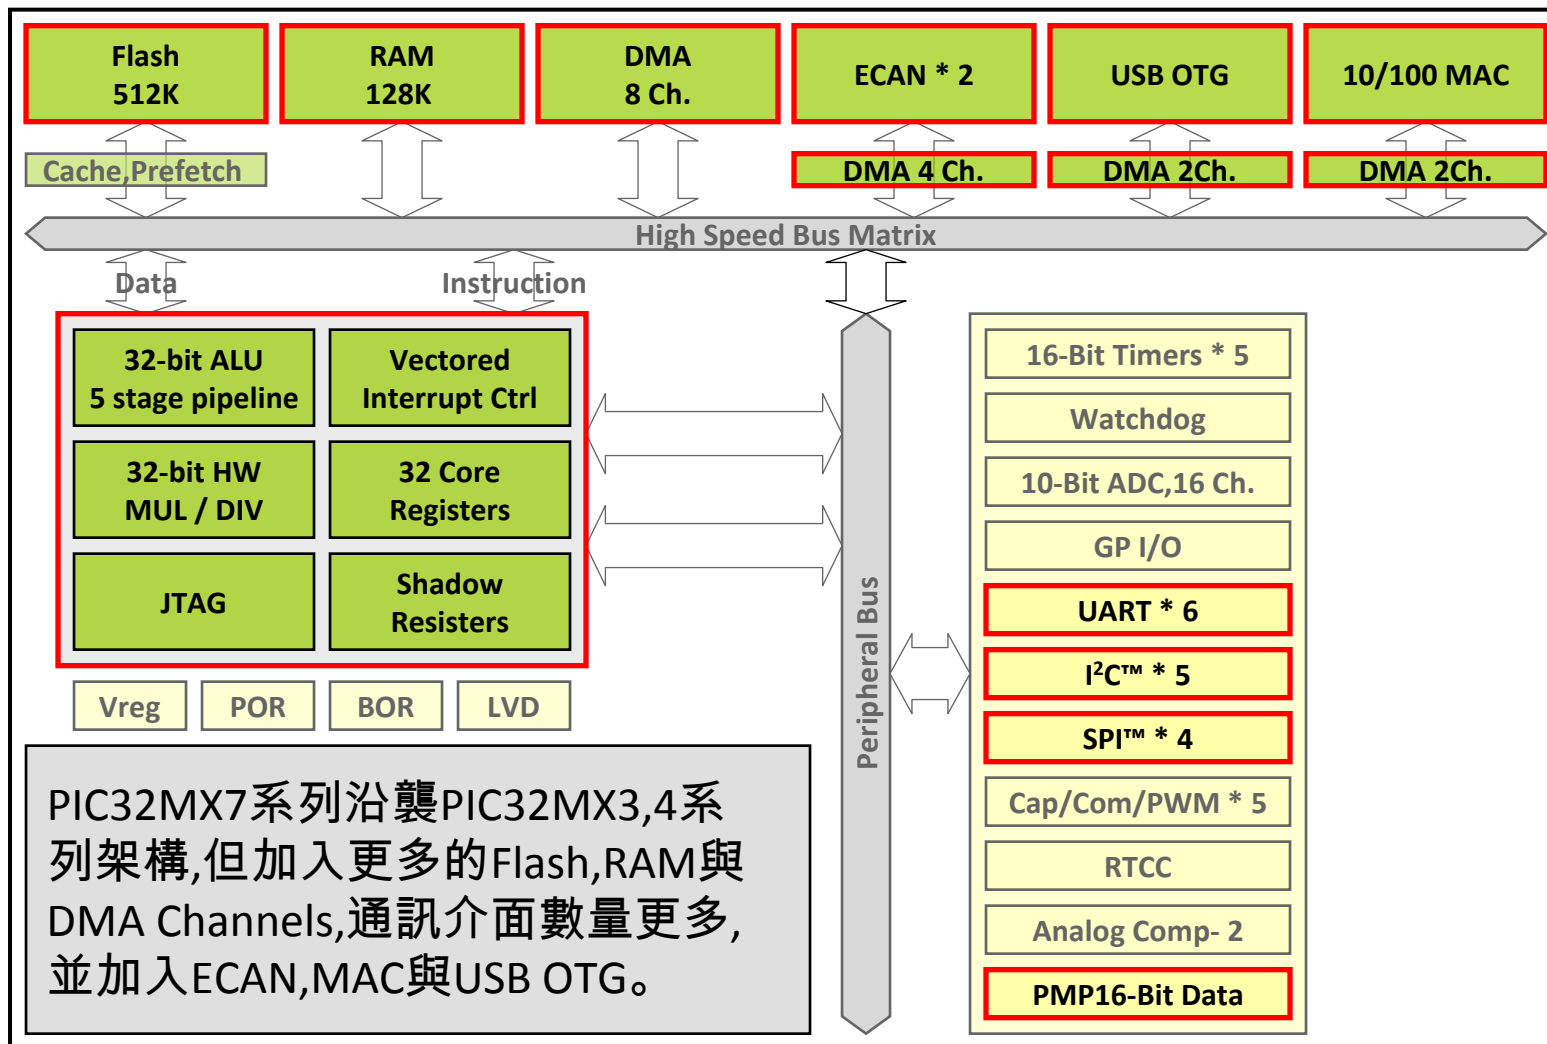 Flash
512K
RAM
128K
DMA
8 Ch.
ECAN * 2
USB OTG
10/100 MAC
Cache,Prefetch
DMA 4 Ch.
DMA 2Ch.
DMA 2Ch.
High Speed Bus Matrix
Data
Instruction
32-bit ALU
5 stage pipeline
Vectored
Interrupt Ctrl
32-bit HW
MUL / DIV
32 Core
Registers
JTAG
Shadow
Resisters
Vreg
POR
BOR
LVD
Peripheral Bus
16-Bit Timers * 5
Watchdog
10-Bit ADC,16 Ch.
GP I/O
UART * 6
I²C™ * 5
SPI™ * 4
Cap/Com/PWM * 5
RTCC
Analog Comp- 2
PMP16-Bit Data
PIC32MX7系列沿襲PIC32MX3,4系
列架構,但加入更多的Flash,RAM與
DMA Channels,通訊介面數量更多,
並加入ECAN,MAC與USB OTG。